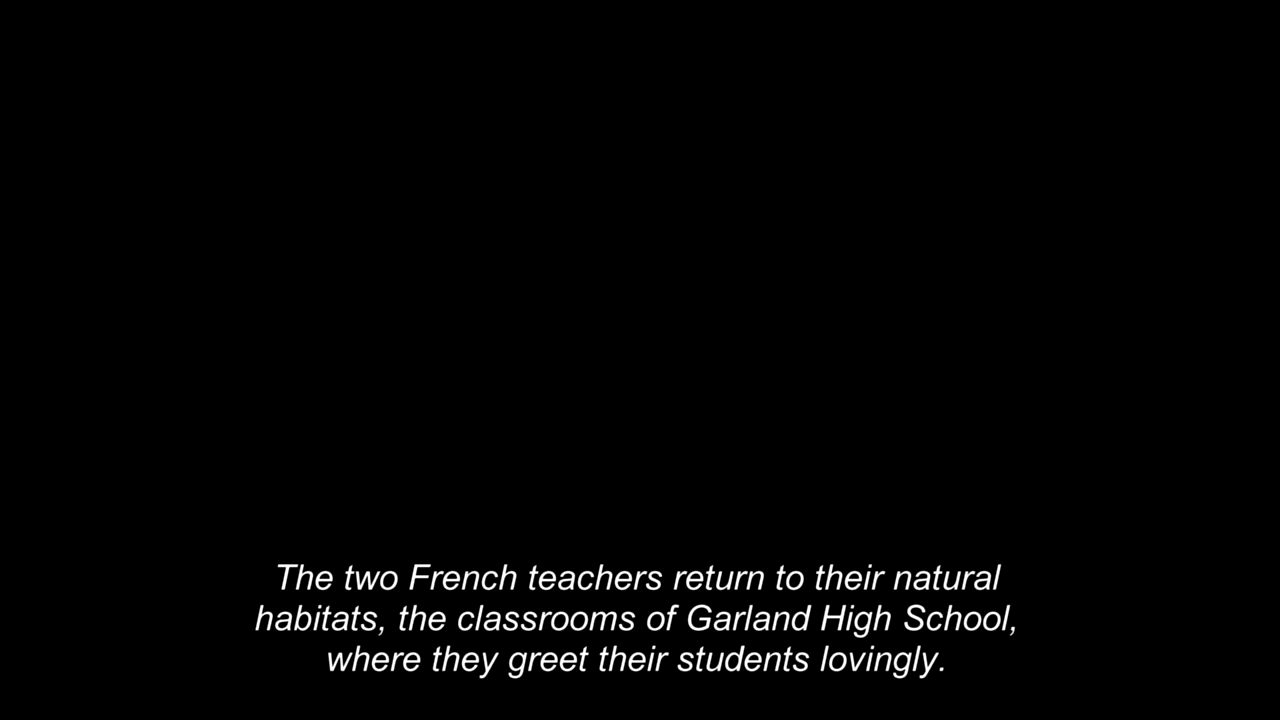 The two French teachers return to their natural
habitats, the classrooms of Garland High School,
where they greet their students lovingly.